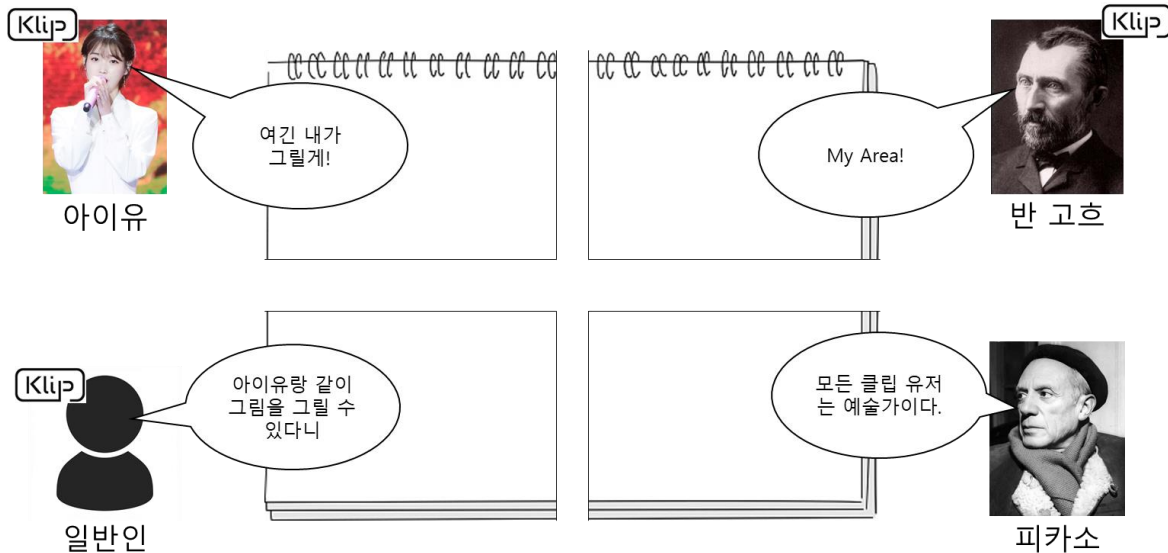 Klip
여긴 내가
그릴게!
아이유
Klip
My Area!
반 고흐
Klip
아이유랑 같이
그림을 그릴 수
있다니
일반인
모든 클립 유저
는 예술가이다.
피카소